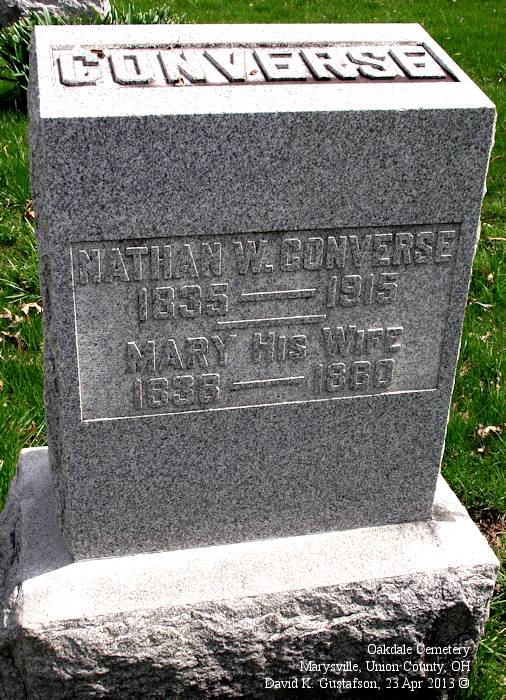 CONVERSE
NATHAN W. CONVERSE
1835 — 1915
MARY HIS WIFE
1838 — 1880
Oakdale Cemetery
Marysville, Union County, OH
David K. Gustafson, 23 Apr 2013 ©